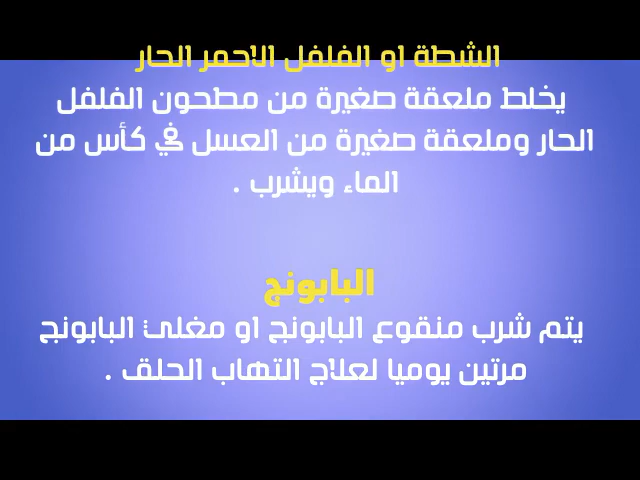 الشطة او الفلفل الاحمر الحار
يخلط ملعقة صغيرة من مطحون الفلفل
الحار وملعقة صغيرة من العسل في كأس من
الماء ويشرب .
البابونج
يتم شرب منقوع البابونج او مغلي البابونج
مرتين يوميا لعلاج التهاب الحلق .